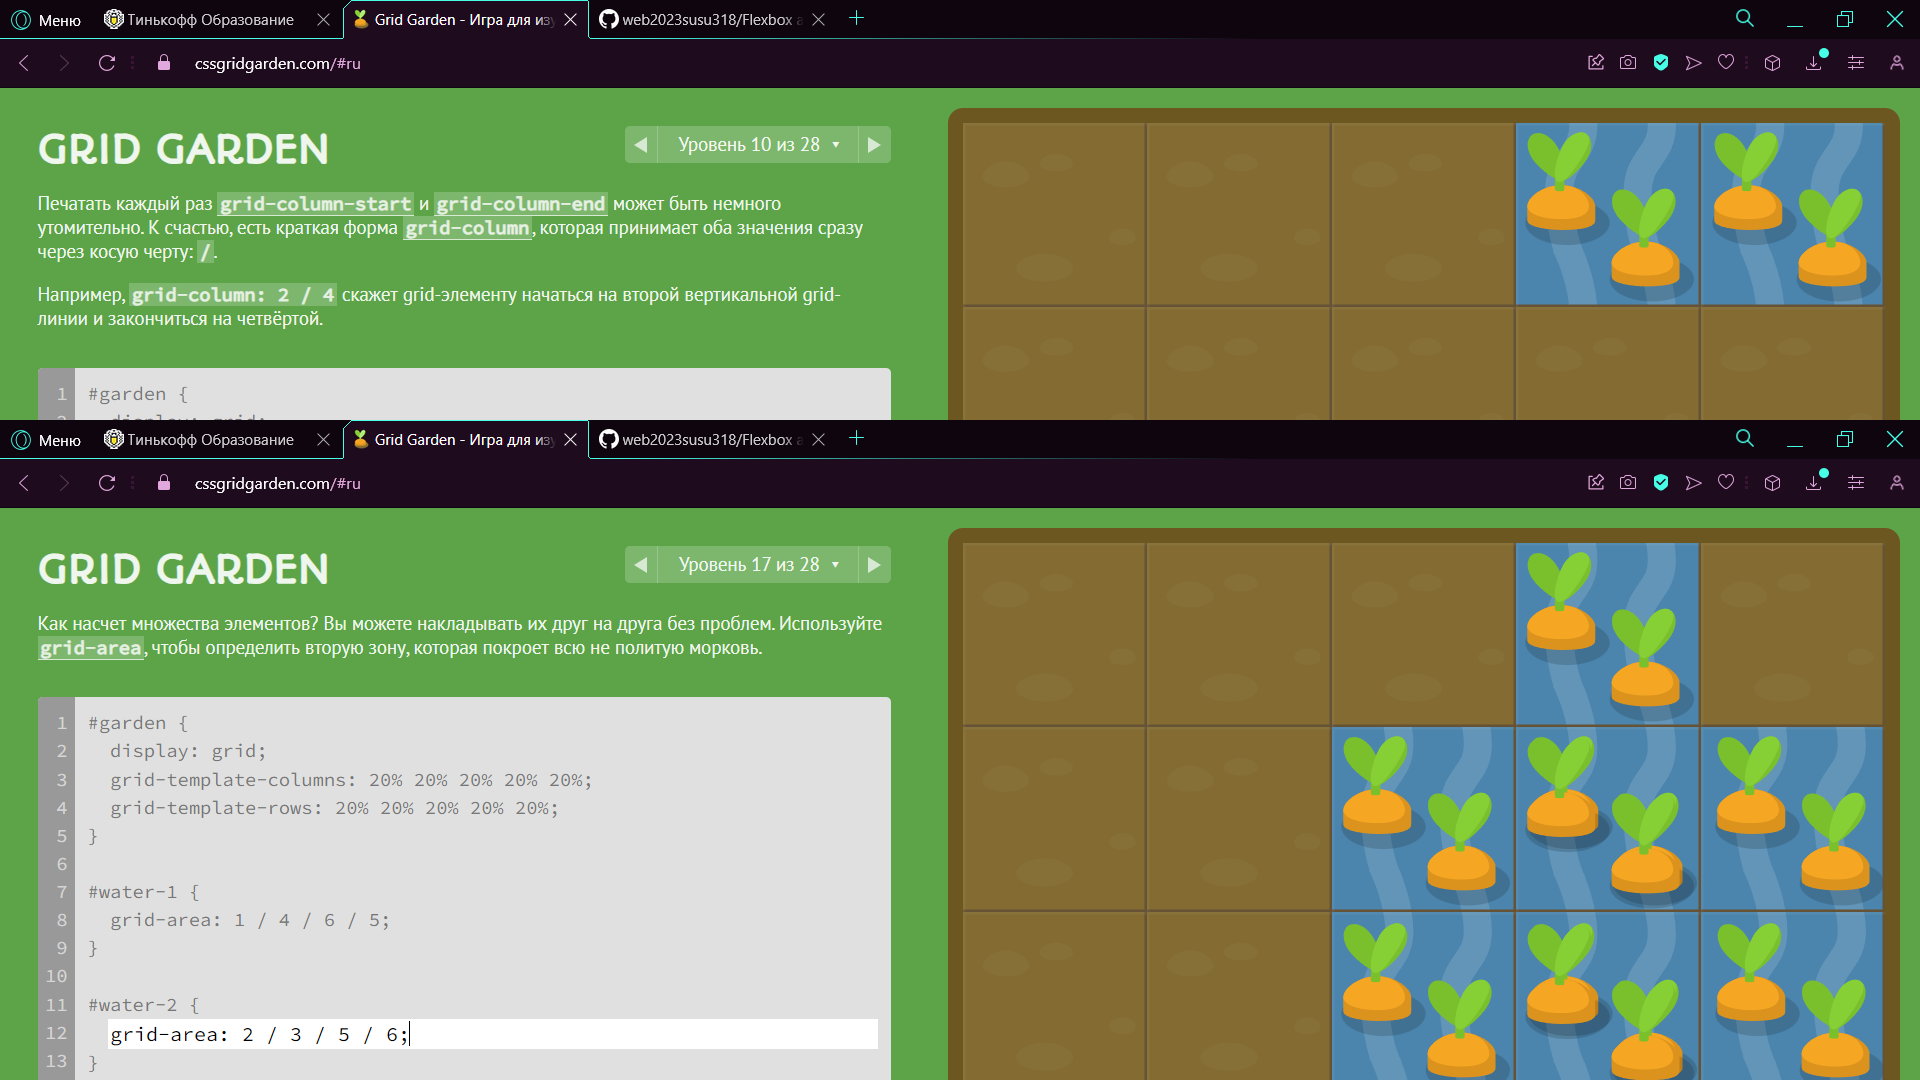 Меню
Тинькофф Образование
Grid Garden - Игра для из
web2023susu318/Flexbox a
cssgridgarden.com/#ru
GRID GARDEN
Уровень 10 из 28
Печатать каждый раз grid-column-start и grid-column-end может быть немного
утомительно. К счастью, есть краткая форма grid-column, которая принимает оба значения сразу
через косую черту: /.
Например, grid-column: 2 / 4 скажет grid-элементу начаться на второй вертикальной grid-
линии и закончиться на четвёртой.
1 #garden {
2 display: grid;
Меню
Тинькофф Образование
Grid Garden - Игра для из
web2023susu318/Flexbox a
cssgridgarden.com/#ru
GRID GARDEN
Уровень 17 из 28
Как насчет множества элементов? Вы можете накладывать их друг на друга без проблем. Используйте
grid-area, чтобы определить вторую зону, которая покроет всю не политую морковь.
1 #garden {
2 display: grid;
3 grid-template-columns: 20% 20% 20% 20% 20%;
4 grid-template-rows: 20% 20% 20% 20% 20%;
5 }
6
7 #water-1 {
8 grid-area: 1 / 4 / 6 / 5;
9 }
10
11 #water-2 {
12 grid-area: 2 / 3 / 5 / 6;
13 }